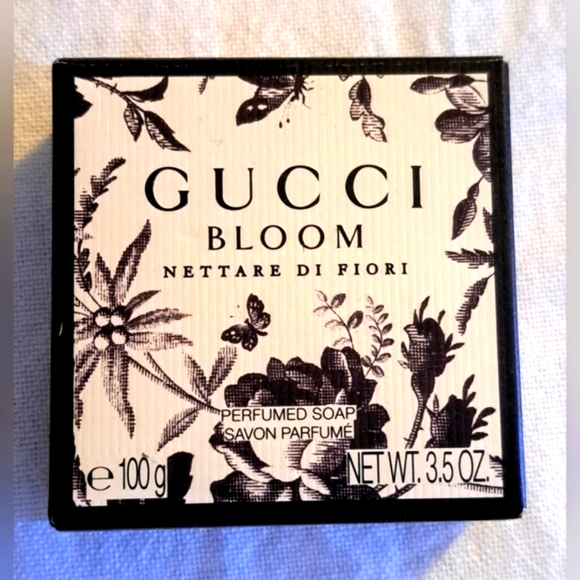 GUCCI
BLOOM
NETTARE DI FIORI
PERFUMED SOAP
SAVON PARFUMÉ
℮ 100 g
NET WT. 3.5 OZ.